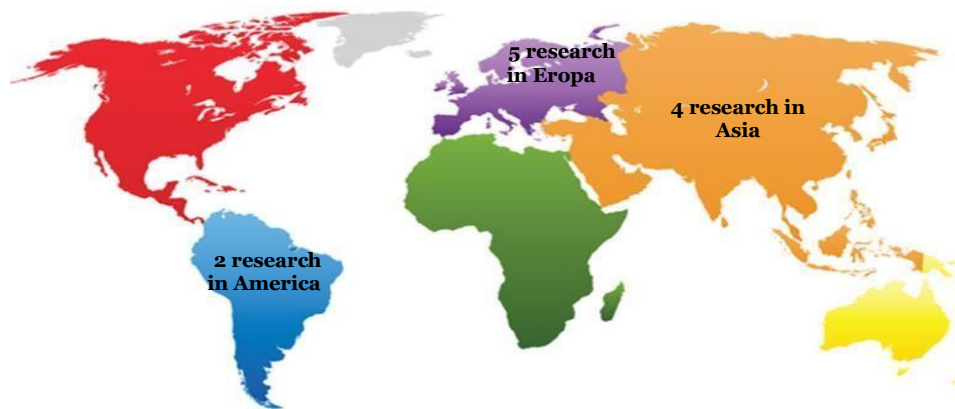 5 research
in Eropa
4 research in
Asia
2 research
in America